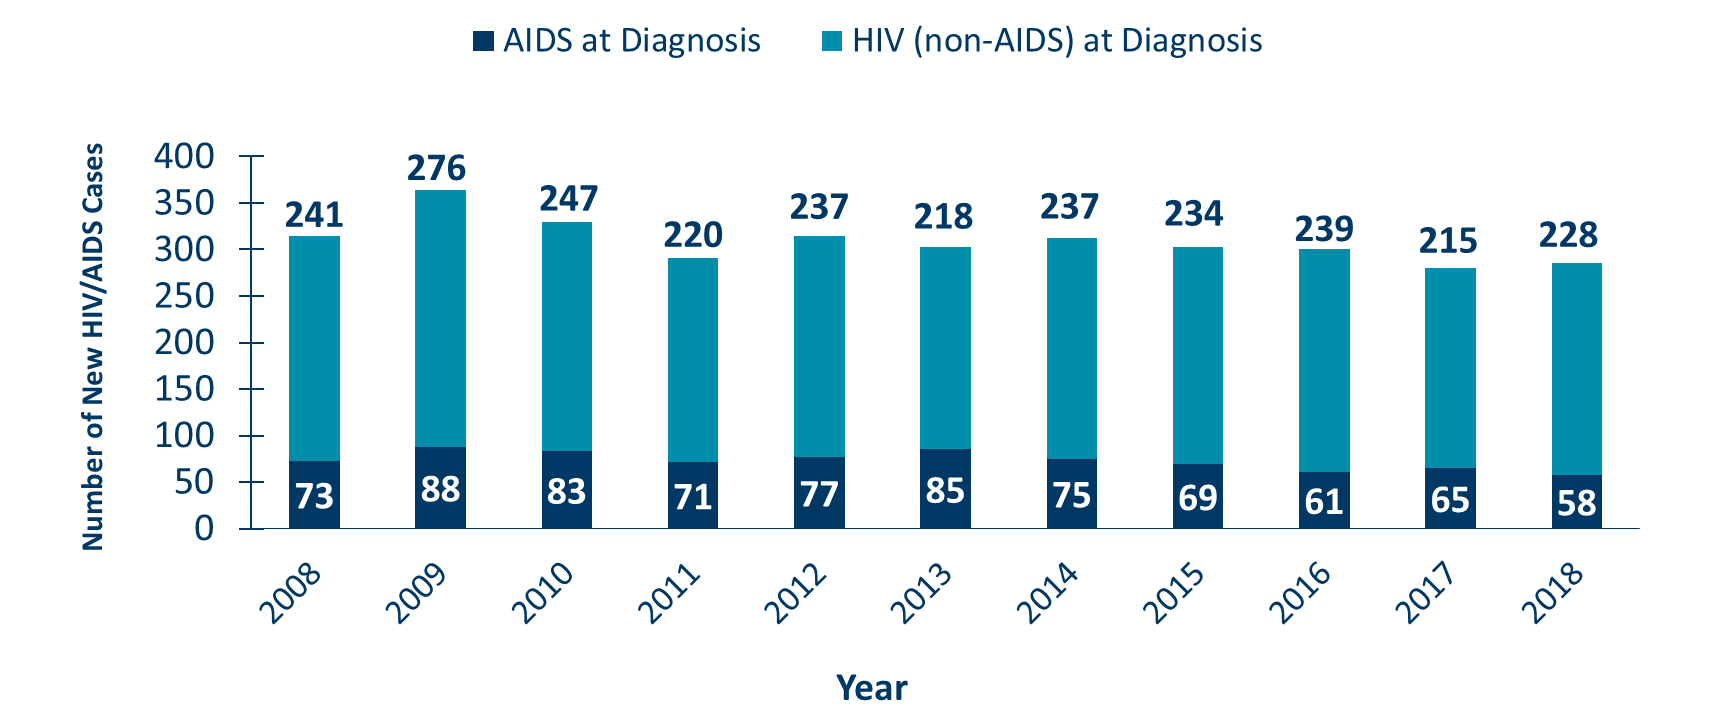 AIDS at Diagnosis HIV (non-AIDS) at Diagnosis
Number of New HIV/AIDS Cases
400
350
300
250
200
150
100
50
0
241 276 247 220 237 218 237 234 239 215 228
73 88 83 71 77 85 75 69 61 65 58
2008 2009 2010 2011 2012 2013 2014 2015 2016 2017 2018
Year